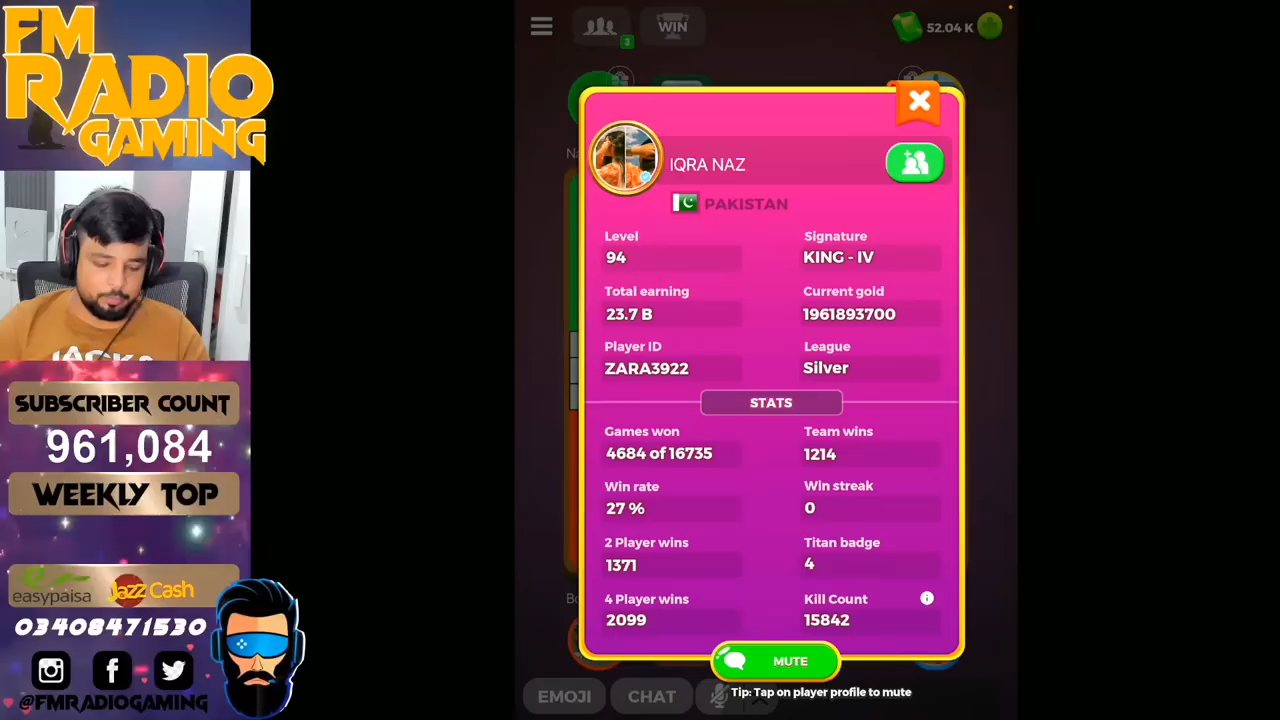 FM
RADIO
GAMING
SUBSCRIBER COUNT
961,084
WEEKLY TOP
easypaisa JazzCash
03408471530
@FMRADIOGAMING
3
WIN
52.04 K
IQRA NAZ
PAKISTAN
Level
94
Signature
KING - IV
Total earning
23.7 B
Current gold
1961893700
Player ID
ZARA3922
League
Silver
STATS
Games won
4684 of 16735
Team wins
1214
Win rate
27 %
Win streak
0
2 Player wins
1371
Titan badge
4
4 Player wins
2099
Kill Count
15842
MUTE
Tip: Tap on player profile to mute
EMOJI
CHAT